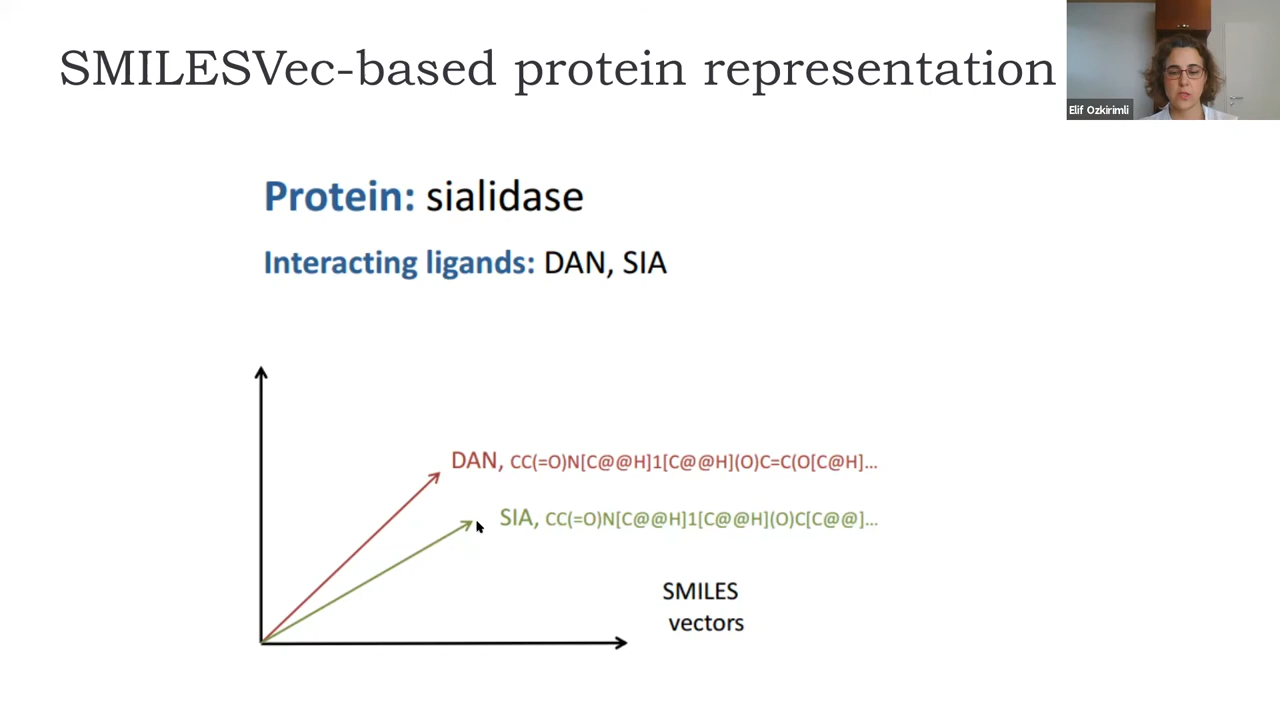 SMILESVec-based protein representation
Elif Ozkirimli
Protein: sialidase
Interacting ligands: DAN, SIA
DAN, CC(=O)N[C@@H]1[C@@H](O)C=C(O[C@H]...
SIA, CC(=O)N[C@@H]1[C@@H](O)C[C@@]...
SMILES
vectors